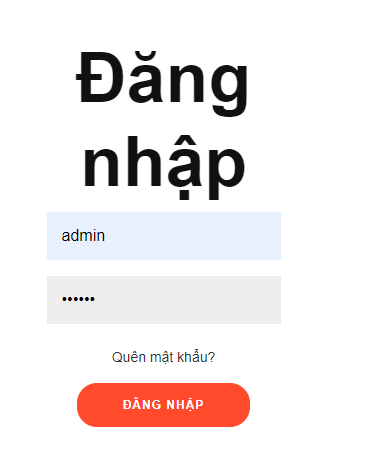 Đăng
nhập
admin
••••••
Quên mật khẩu?
ĐĂNG NHẬP